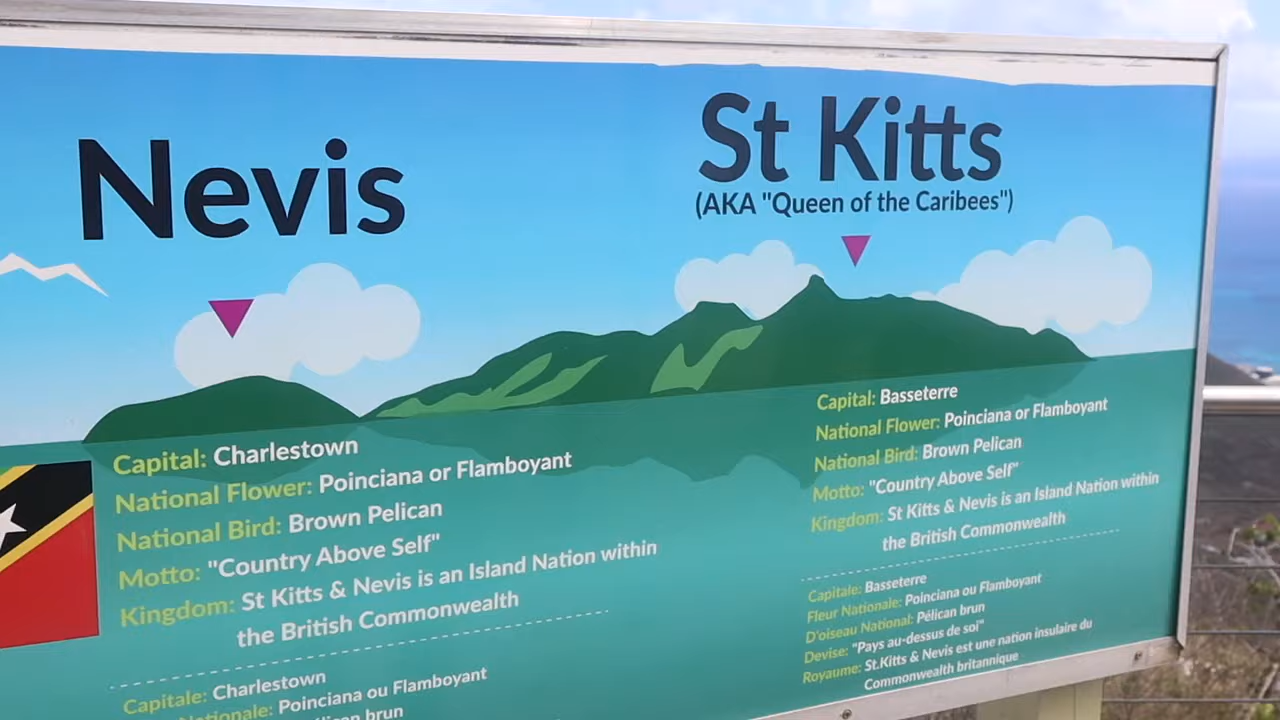 Nevis
Capital: Charlestown
National Flower: Poinciana or Flamboyant
National Bird: Brown Pelican
Motto: "Country Above Self"
Kingdom: St Kitts & Nevis is an Island Nation within
the British Commonwealth
Capitale: Charlestown
Nationale: Poinciana ou Flamboyant
brun
St Kitts
(AKA "Queen of the Caribees")
Capital: Basseterre
National Flower: Poinciana or Flamboyant
National Bird: Brown Pelican
Motto: "Country Above Self"
Kingdom: St Kitts & Nevis is an Island Nation within
the British Commonwealth
Capitale: Basseterre
Fleur Nationale: Poinciana ou Flamboyant
D'oiseau National: Pélican brun
Devise: "Pays au-dessus de soi"
Royaume: St.Kitts & Nevis est une nation insulaire du
Commonwealth britannique